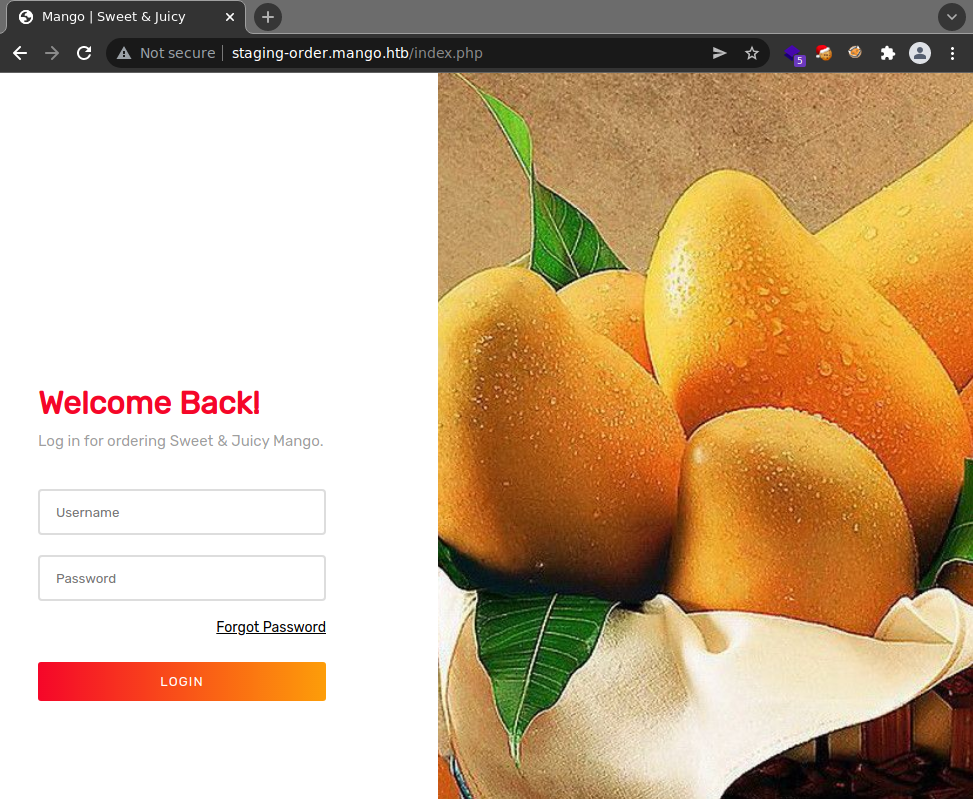 Mango | Sweet & Juicy
Not secure | staging-order.mango.htb/index.php
5
Welcome Back!
Log in for ordering Sweet & Juicy Mango.
Username
Password
Forgot Password
LOGIN